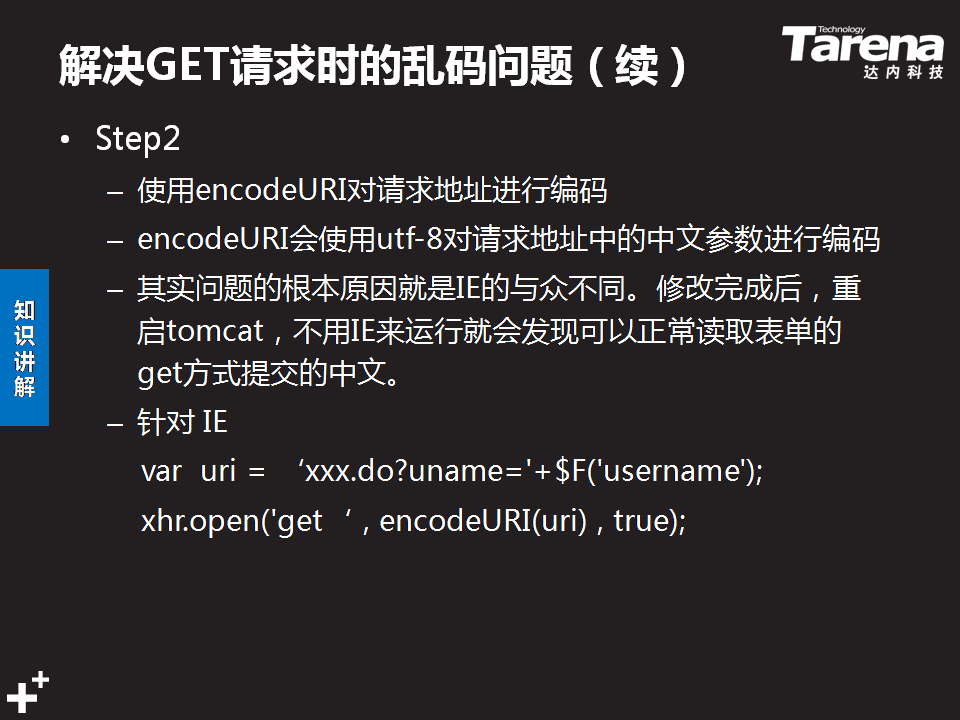 解决GET请求时的乱码问题（续）
Technology
Tarena
达内科技
• Step2
– 使用encodeURI对请求地址进行编码
– encodeURI会使用utf-8对请求地址中的中文参数进行编码
– 其实问题的根本原因就是IE的与众不同。修改完成后，重
启tomcat，不用IE来运行就会发现可以正常读取表单的
get方式提交的中文。
– 针对 IE
var uri = ‘xxx.do?uname='+$F('username');
xhr.open('get‘ , encodeURI(uri) , true);
知识讲解